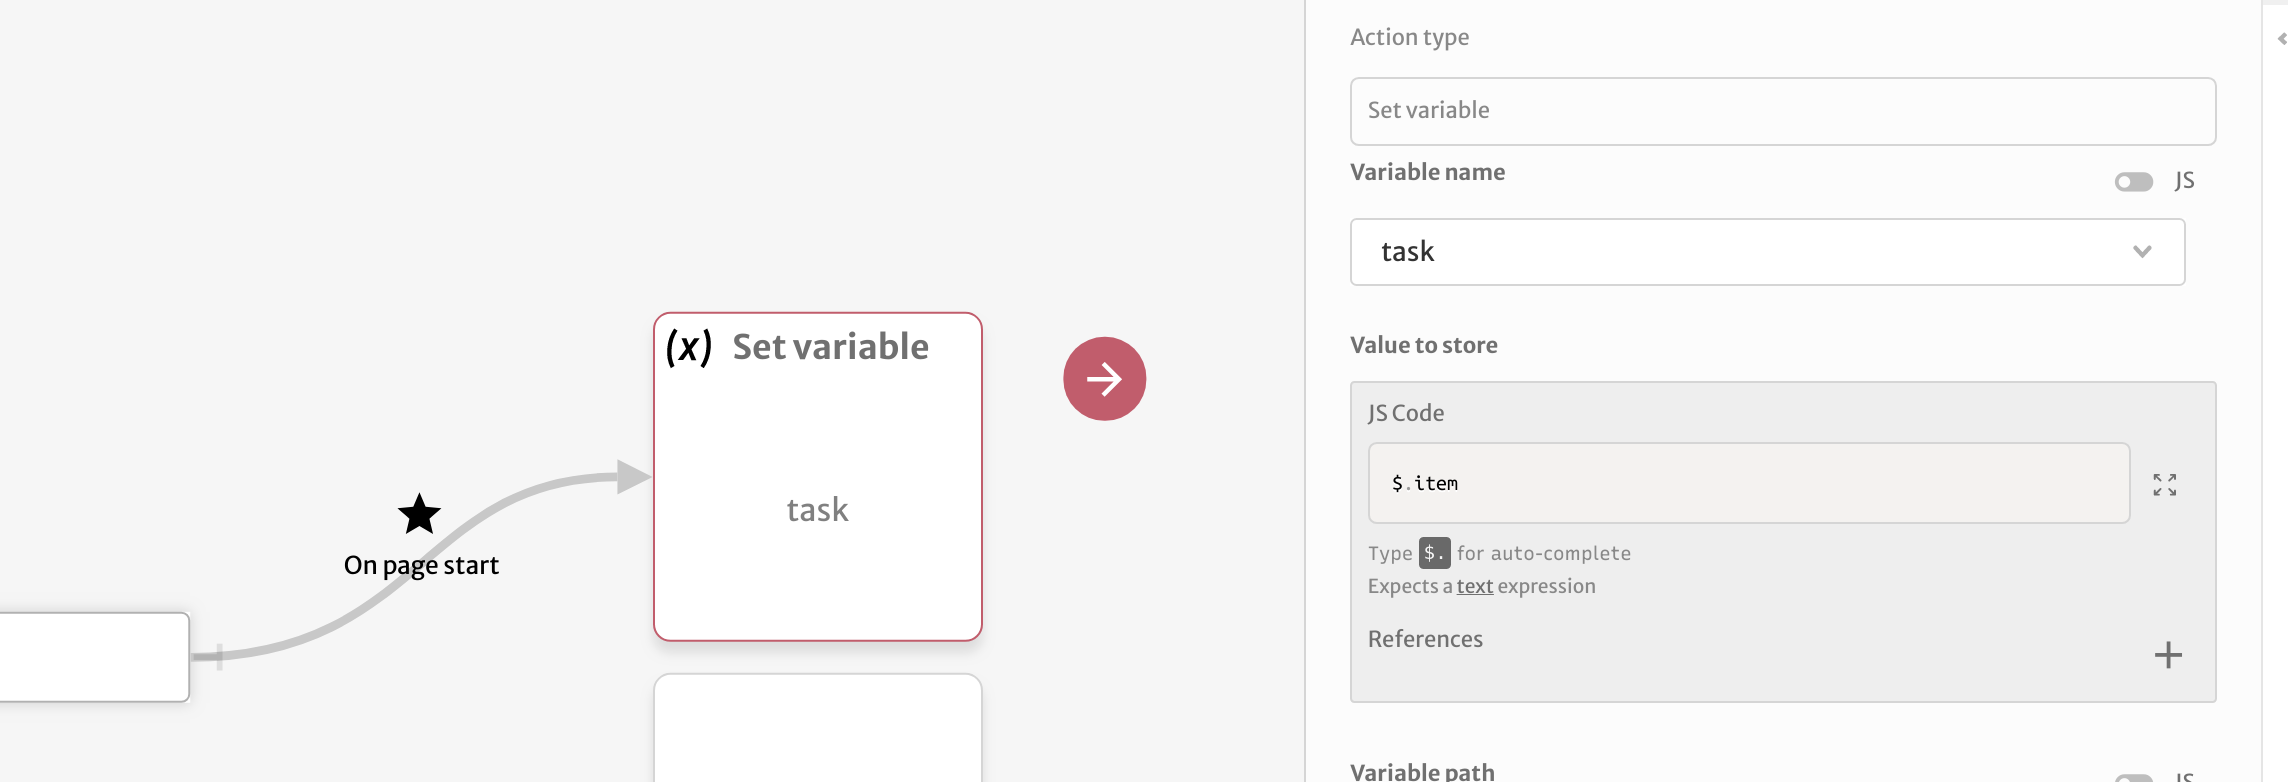 (x) Set variable
task
On page start
Action type
Set variable
Variable name
JS
task
Value to store
JS Code
$.item
Type $. for auto-complete
Expects a text expression
References
Variable path
JS